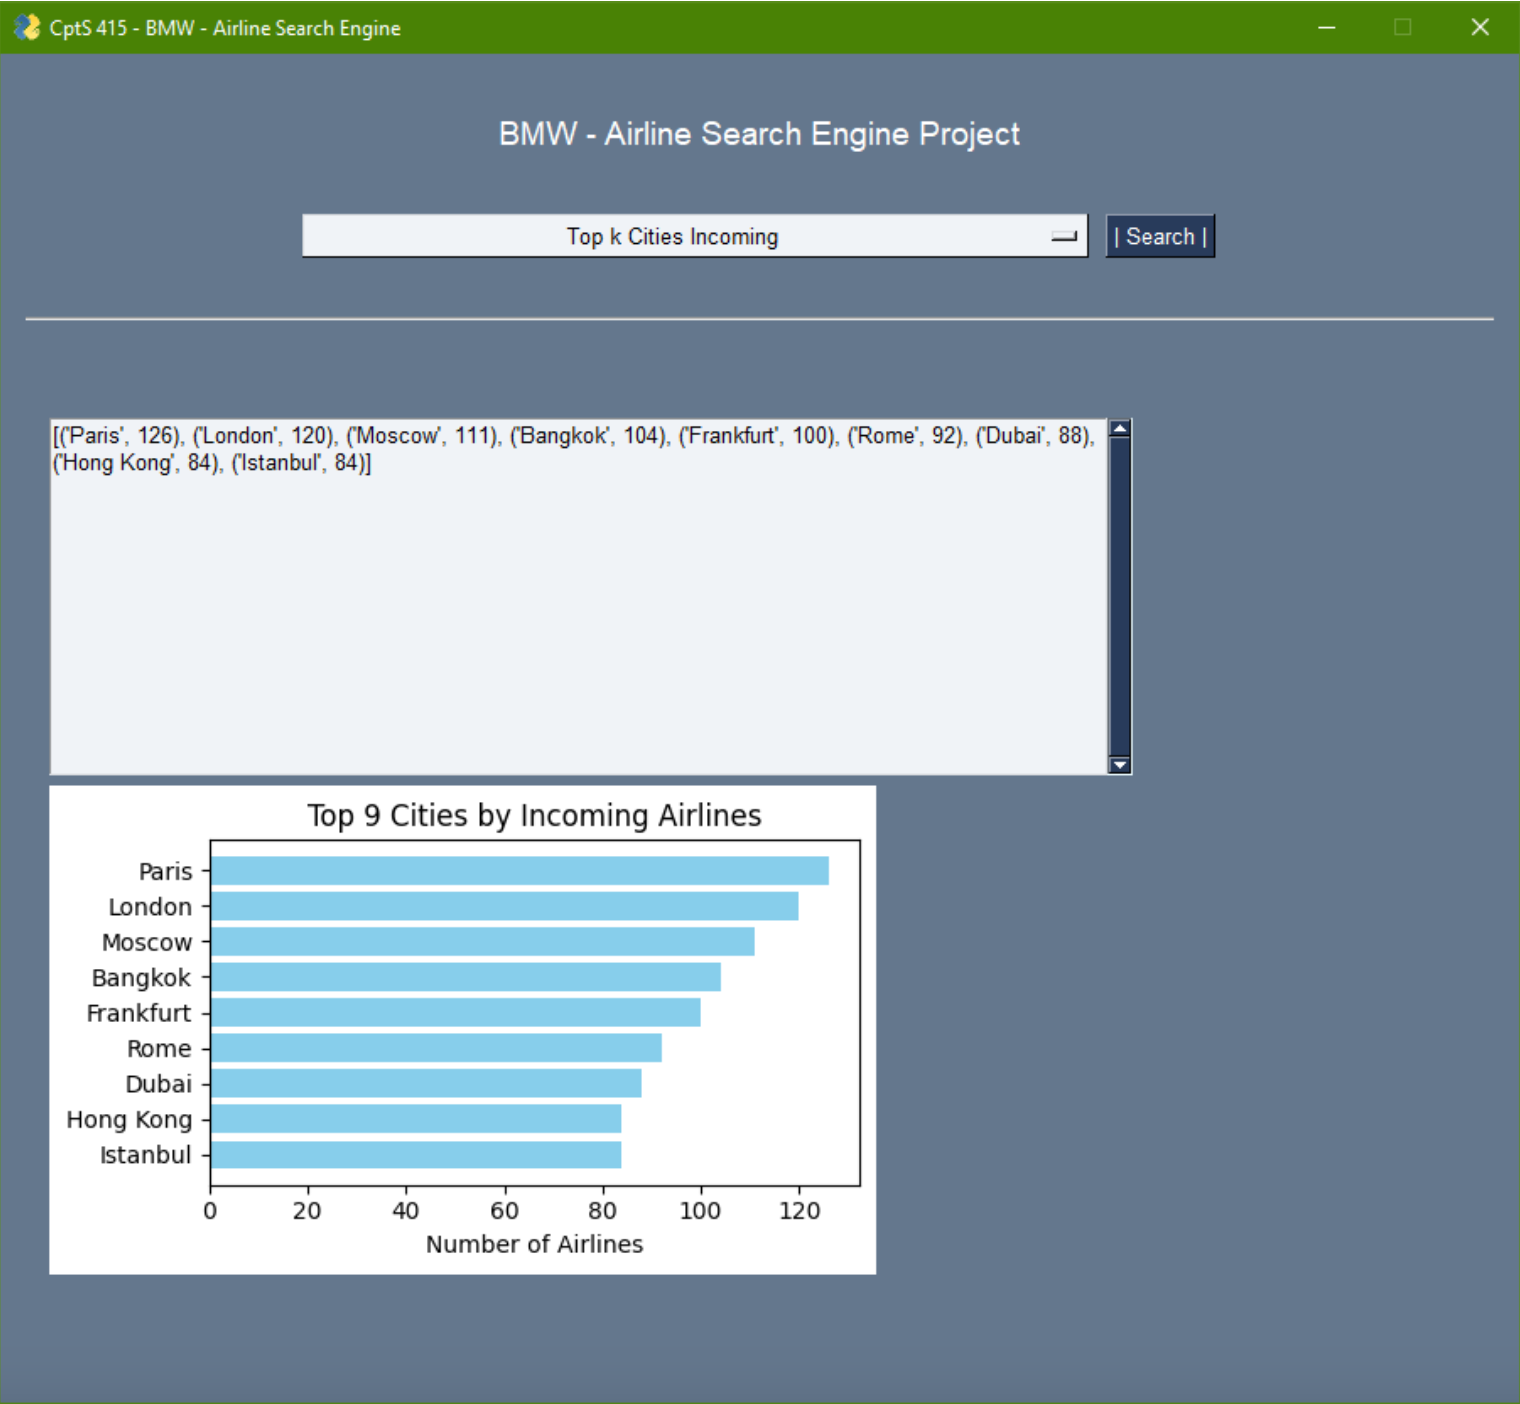 CptS 415 - BMW - Airline Search Engine
BMW - Airline Search Engine Project
Top k Cities Incoming
| Search |
[('Paris', 126), ('London', 120), ('Moscow', 111), ('Bangkok', 104), ('Frankfurt', 100), ('Rome', 92), ('Dubai', 88),
('Hong Kong', 84), ('Istanbul', 84)]
Top 9 Cities by Incoming Airlines
Paris
London
Moscow
Bangkok
Frankfurt
Rome
Dubai
Hong Kong
Istanbul
0 20 40 60 80 100 120
Number of Airlines